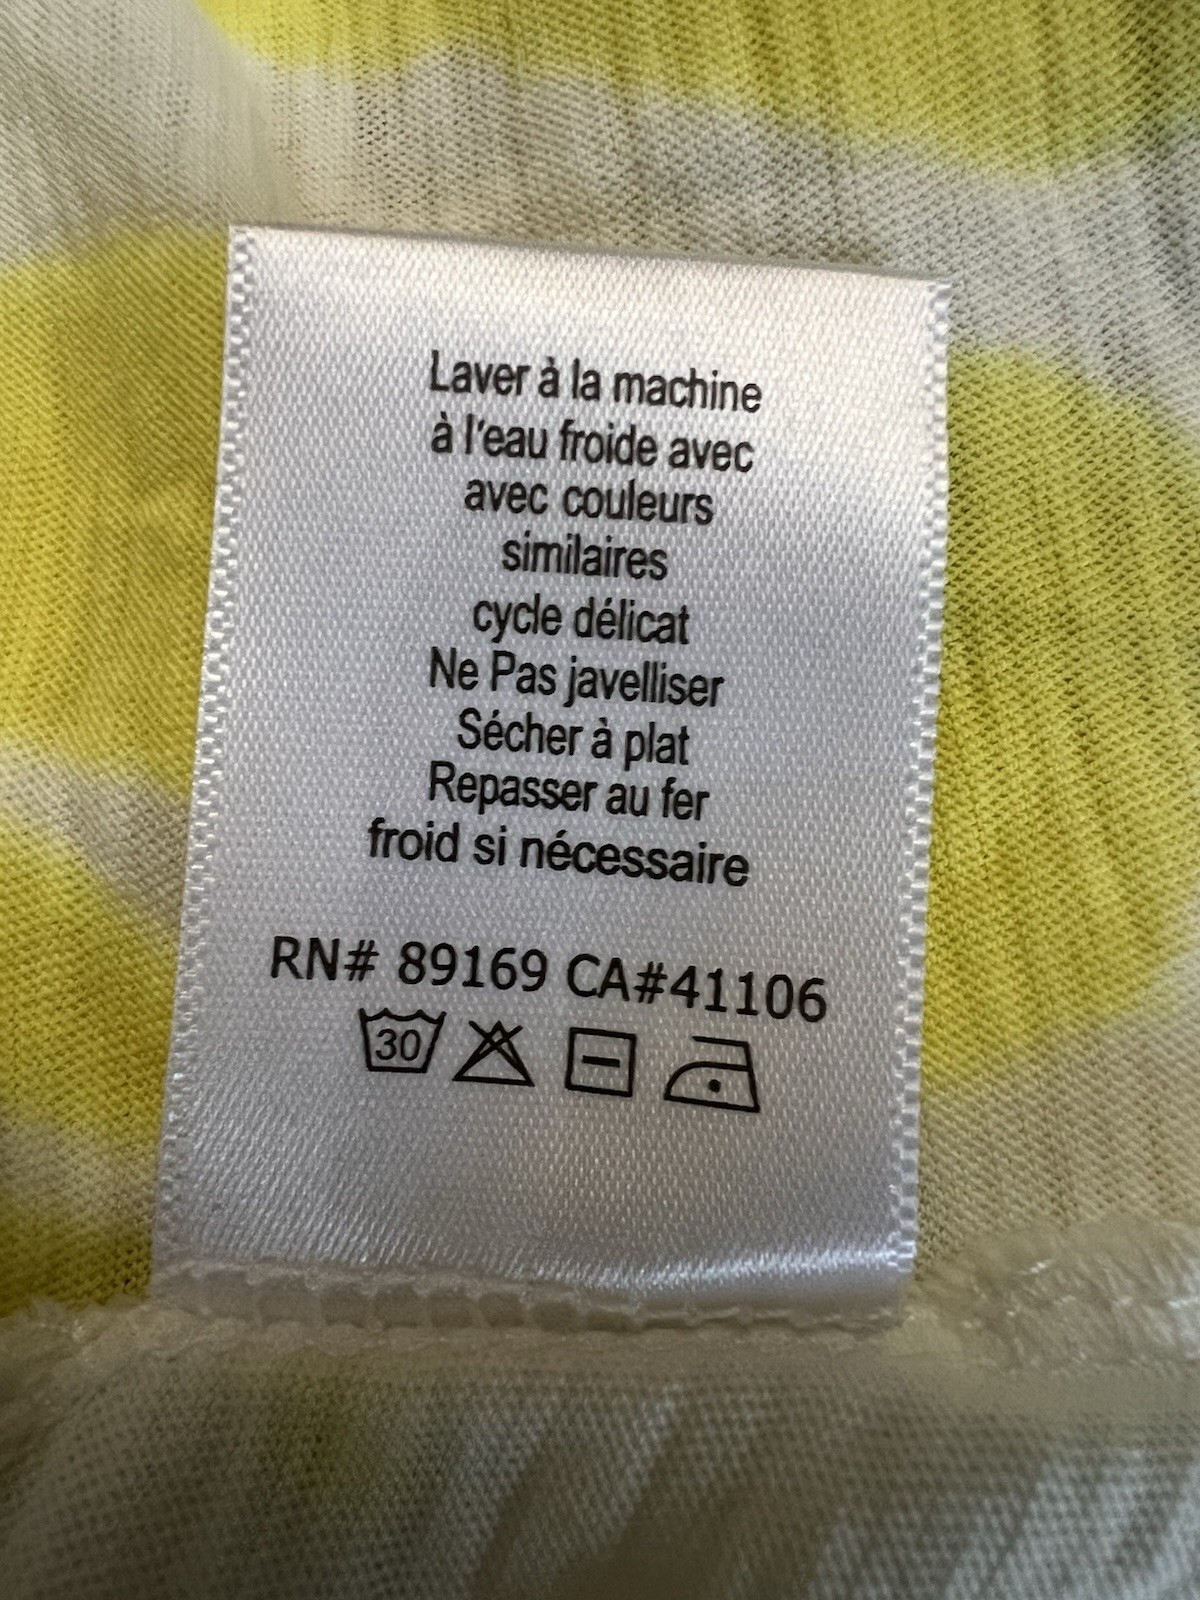 Laver à la machine
à l'eau froide avec
avec couleurs
similaires
cycle délicat
Ne Pas javelliser
Sécher à plat
Repasser au fer
froid si nécessaire
RN# 89169 CA#41106
30